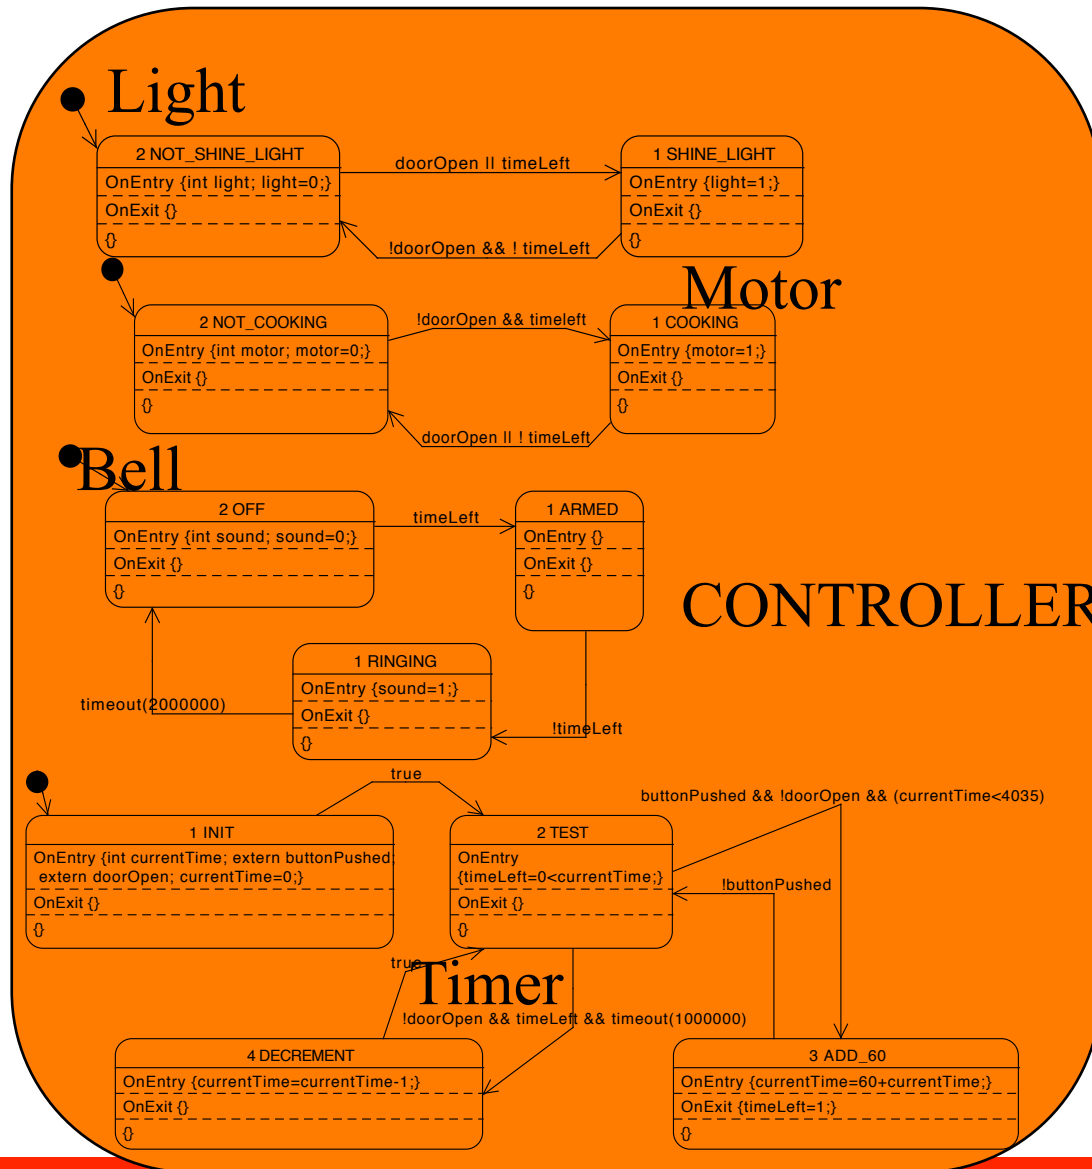 Light
2 NOT_SHINE_LIGHT
OnEntry {int light; light=0;}
OnExit {}
{}
doorOpen || timeLeft
1 SHINE_LIGHT
OnEntry {light=1;}
OnExit {}
{}
!doorOpen && ! timeLeft
Motor
2 NOT_COOKING
OnEntry {int motor; motor=0;}
OnExit {}
{}
!doorOpen && timeleft
1 COOKING
OnEntry {motor=1;}
OnExit {}
{}
doorOpen || ! timeLeft
Bell
2 OFF
OnEntry {int sound; sound=0;}
OnExit {}
{}
timeLeft
1 ARMED
OnEntry {}
OnExit {}
{}
CONTROLLER
1 RINGING
OnEntry {sound=1;}
OnExit {}
{}
timeout(2000000)
!timeLeft
true
buttonPushed && !doorOpen && (currentTime<4035)
1 INIT
OnEntry {int currentTime; extern buttonPushed;
extern doorOpen; currentTime=0;}
OnExit {}
{}
2 TEST
OnEntry
{timeLeft=0<currentTime;}
OnExit {}
{}
!buttonPushed
true
Timer
!doorOpen && timeLeft && timeout(1000000)
4 DECREMENT
OnEntry {currentTime=currentTime-1;}
OnExit {}
{}
3 ADD_60
OnEntry {currentTime=60+currentTime;}
OnExit {timeLeft=1;}
{}